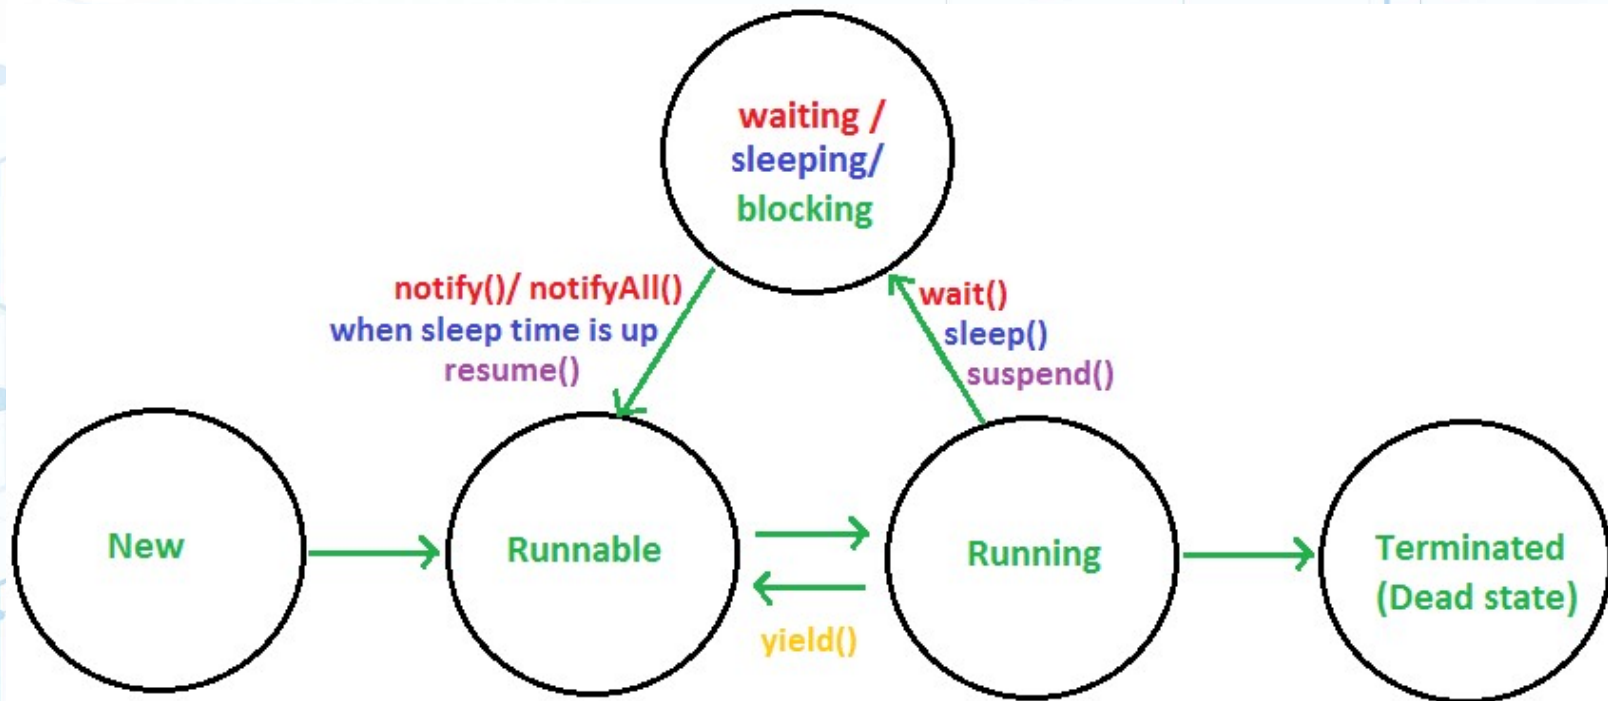 waiting /
sleeping/
blocking
notify()/ notifyAll()
when sleep time is up
resume()
wait()
sleep()
suspend()
New
Runnable
Running
Terminated
(Dead state)
yield()